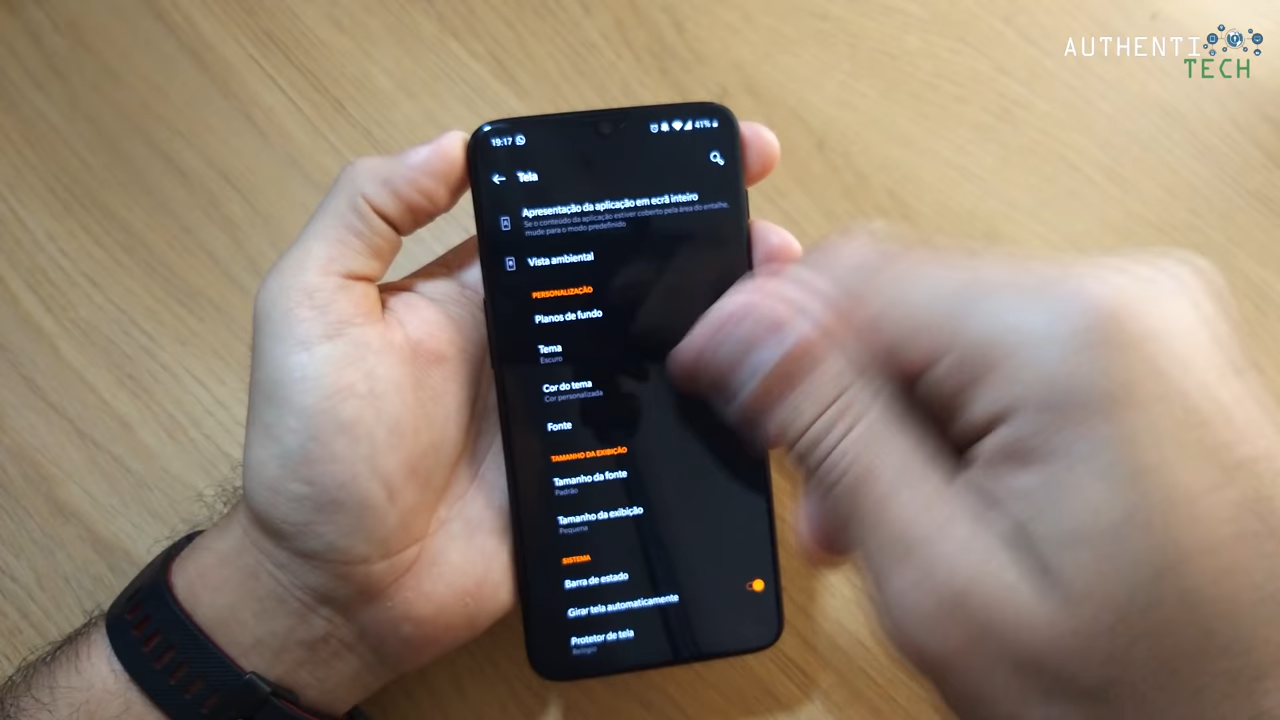 AUTHENTI
TECH
19:17
41%
Tela
Apresentação da aplicação em ecrã inteiro
Se o conteúdo da aplicação estiver coberto pela área do entalhe,
mude para o modo predefinido.
Vista ambiental
PERSONALIZAÇÃO
Planos de fundo
Tema
Escuro
Cor do tema
Cor personalizada
Fonte
TAMANHO DA EXIBIÇÃO
Tamanho da fonte
Padrão
Tamanho da exibição
Pequena
SISTEMA
Barra de estado
Girar tela automaticamente
Protetor de tela
Relógio